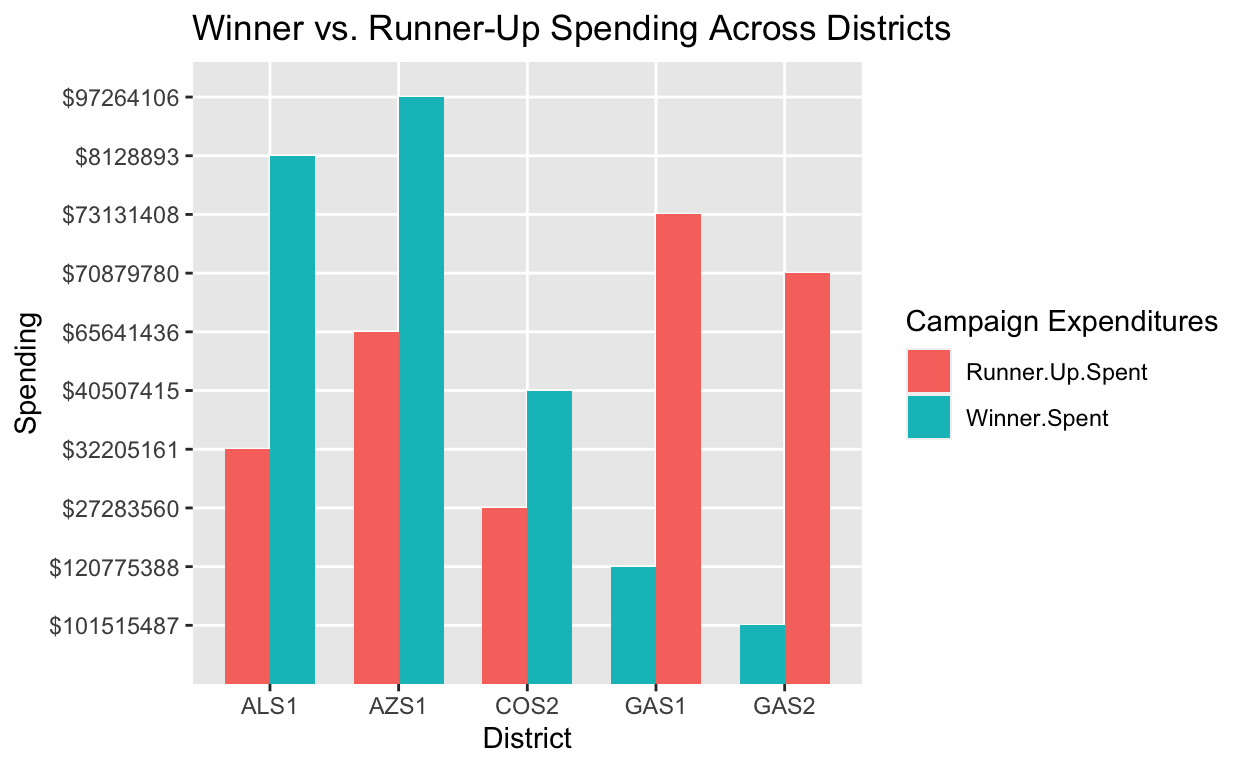 Winner vs. Runner-Up Spending Across Districts
Spending
$97264106
$8128893
$73131408
$70879780
$65641436
$40507415
$32205161
$27283560
$120775388
$101515487
ALS1 AZS1 COS2 GAS1 GAS2
District
Campaign Expenditures
Runner.Up.Spent
Winner.Spent